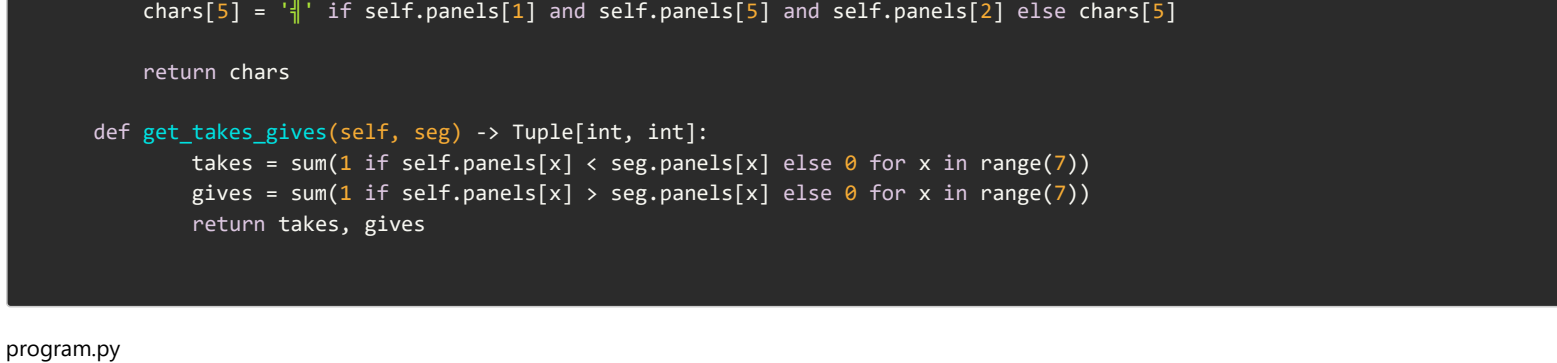 chars[5] = '╣' if self.panels[1] and self.panels[5] and self.panels[2] else chars[5]
return chars
def get_takes_gives(self, seg) -> Tuple[int, int]:
takes = sum(1 if self.panels[x] < seg.panels[x] else 0 for x in range(7))
gives = sum(1 if self.panels[x] > seg.panels[x] else 0 for x in range(7))
return takes, gives
program.py